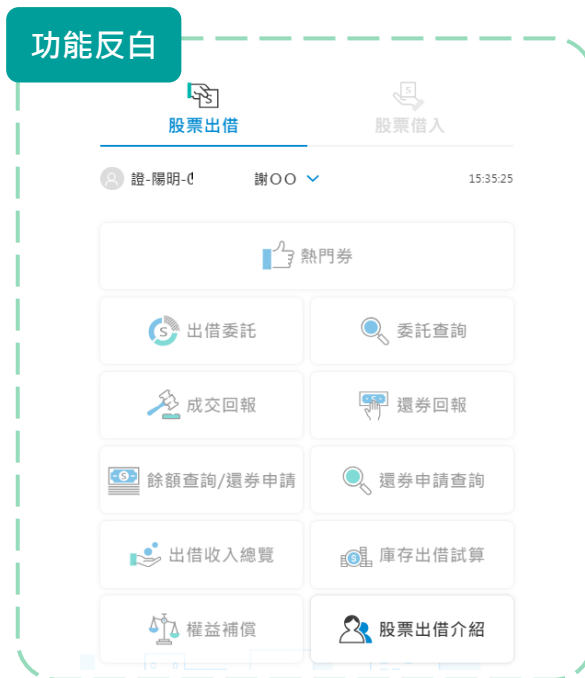 功能反白
股票出借 股票借入
證-陽明- 謝OO 15:35:25
熱門券
出借委託 委託查詢
成交回報 還券回報
餘額查詢/還券申請 還券申請查詢
出借收入總覽 庫存出借試算
權益補償 股票出借介紹